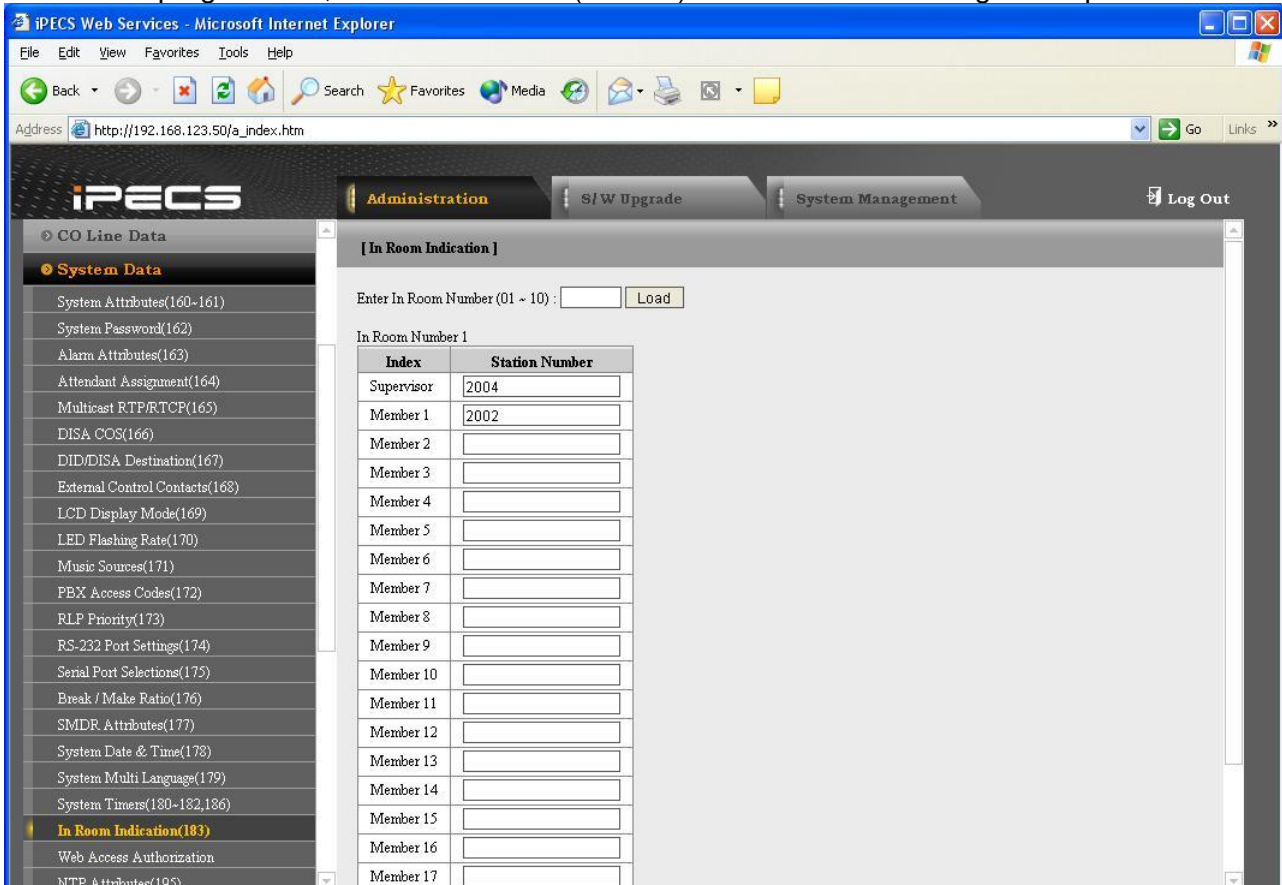 iPECS Web Services - Microsoft Internet Explorer
File Edit View Favorites Tools Help
Back Search Favorites Media
Address http://192.168.123.50/a_index.htm Go Links »
iPECS Administration S/W Upgrade System Management Log Out
CO Line Data
System Data
System Attributes(160~161)
System Password(162)
Alarm Attributes(163)
Attendant Assignment(164)
Multicast RTP/RTCP(165)
DISA COS(166)
DID/DISA Destination(167)
External Control Contacts(168)
LCD Display Mode(169)
LED Flashing Rate(170)
Music Sources(171)
PBX Access Codes(172)
RLP Priority(173)
RS-232 Port Settings(174)
Serial Port Selections(175)
Break / Make Ratio(176)
SMDR Attributes(177)
System Date & Time(178)
System Multi Language(179)
System Timers(180~182,186)
In Room Indication(183)
Web Access Authorization
NTP Attributes(195)
[ In Room Indication ]
Enter In Room Number (01 ~ 10) : Load
In Room Number 1
Index Station Number
Supervisor 2004
Member 1 2002
Member 2
Member 3
Member 4
Member 5
Member 6
Member 7
Member 8
Member 9
Member 10
Member 11
Member 12
Member 13
Member 14
Member 15
Member 16
Member 17